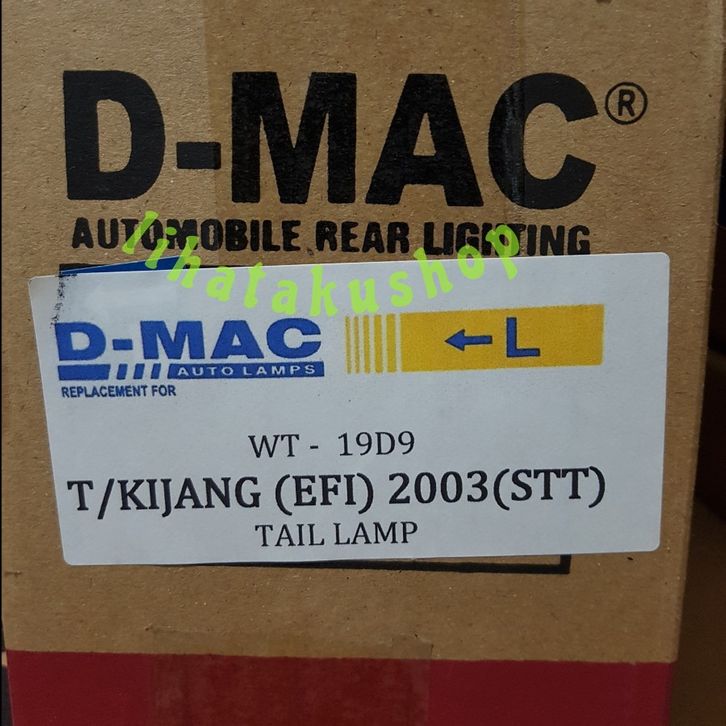 D-MAC®
AUTOMOBILE REAR LIGHTING
lihatakushop
D-MAC
AUTO LAMPS
REPLACEMENT FOR
←L
WT - 19D9
T/KIJANG (EFI) 2003(STT)
TAIL LAMP